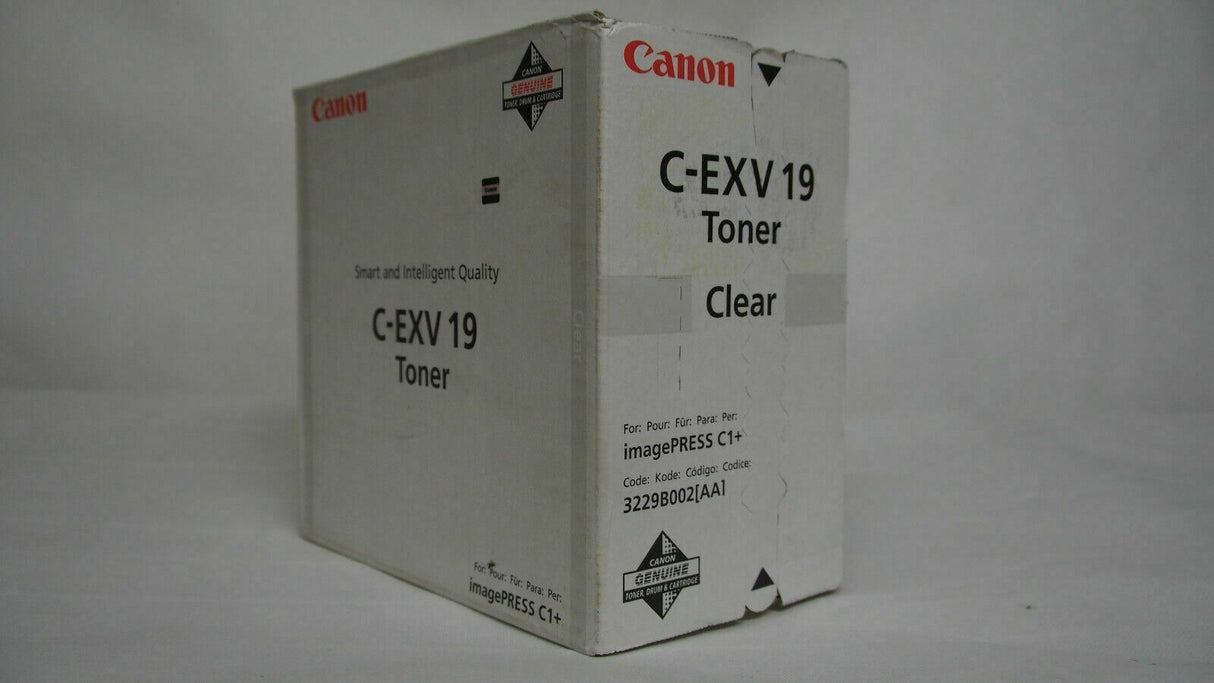 Canon
CANON
GENUINE
TONER, DRUM & CARTRIDGE
Canon
Smart and Intelligent Quality
C-EXV 19
Toner
For: Pour: Für: Para: Per:
imagePRESS C1+
Clear
Canon
C-EXV 19
Toner
Clear
For: Pour: Für: Para: Per:
imagePRESS C1+
Code: Kode: Código: Codice:
3229B002[AA]
CANON
GENUINE
TONER, DRUM & CARTRIDGE